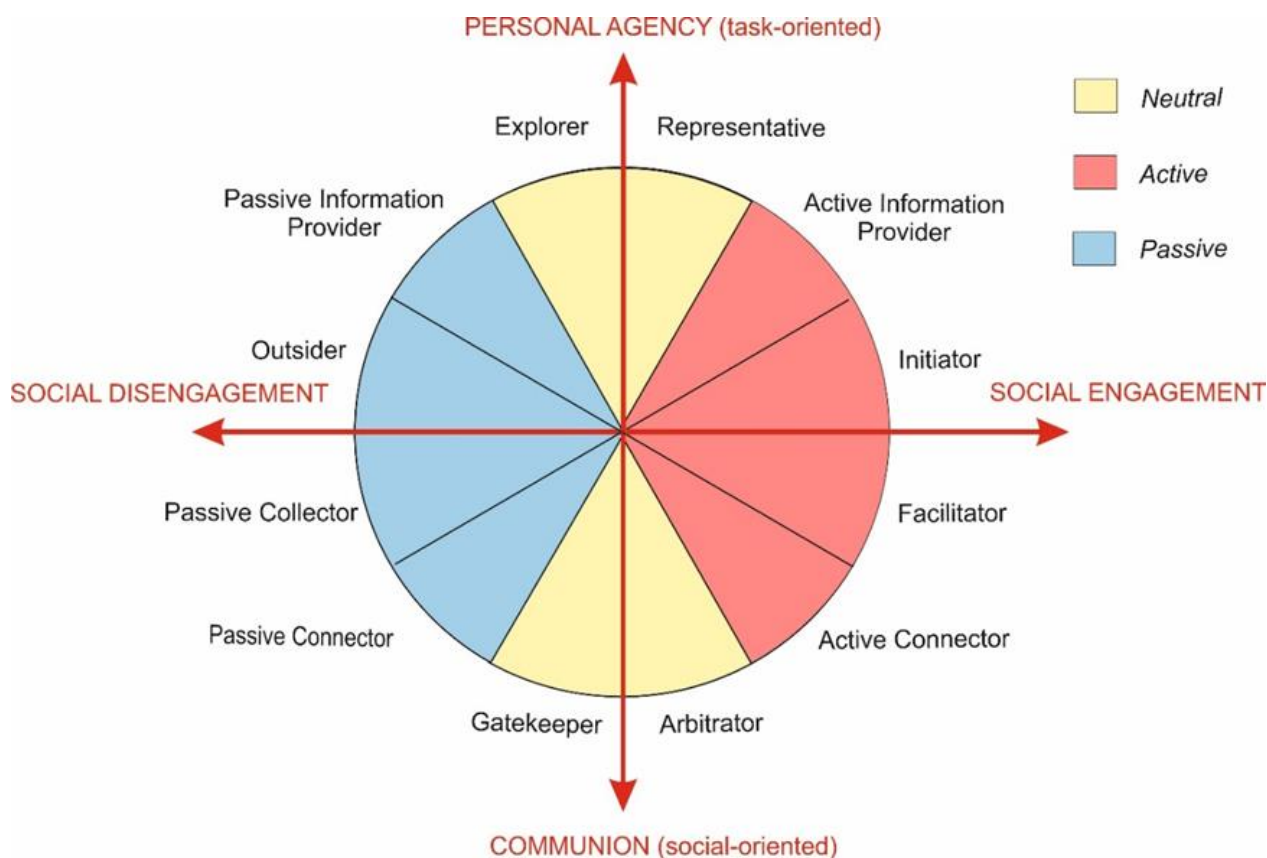 PERSONAL AGENCY (task-oriented)
Neutral
Explorer
Representative
Active
Passive Information
Provider
Active Information
Provider
Passive
Outsider
Initiator
SOCIAL DISENGAGEMENT
SOCIAL ENGAGEMENT
Passive Collector
Facilitator
Passive Connector
Active Connector
Gatekeeper
Arbitrator
COMMUNION (social-oriented)